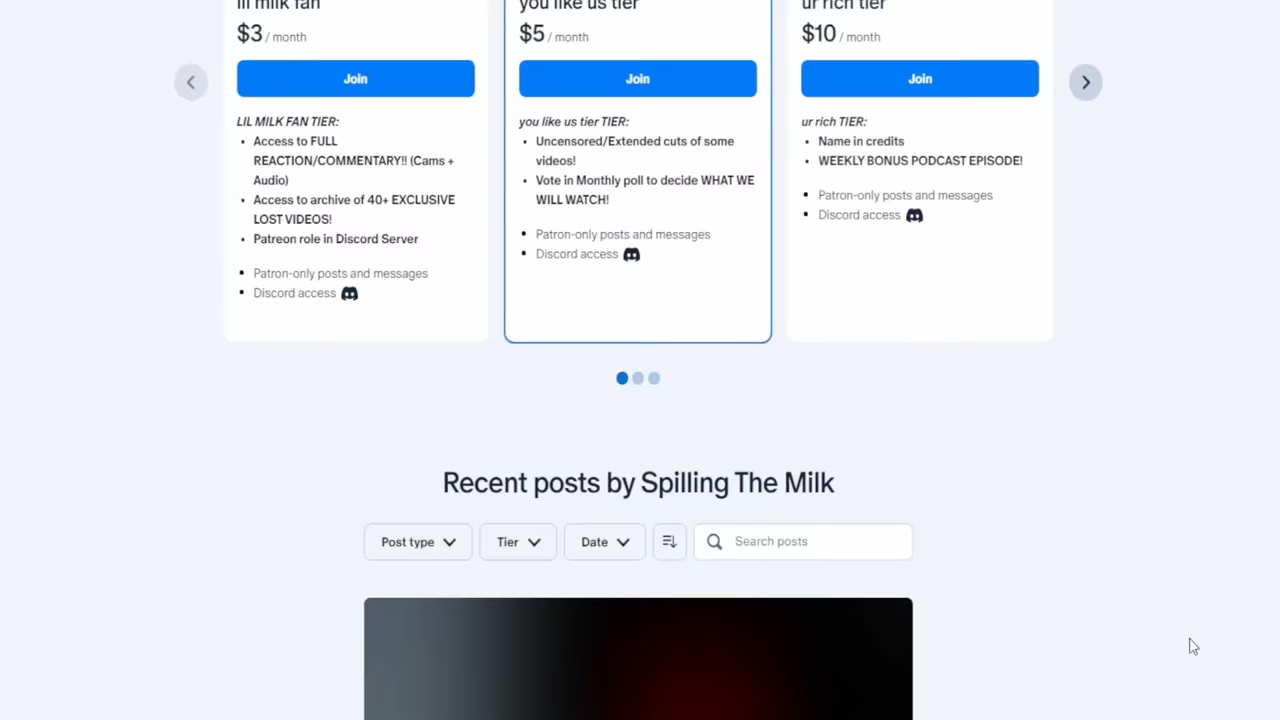 lil milk fan
$3 / month
Join
LIL MILK FAN TIER:
• Access to FULL
REACTION/COMMENTARY!! (Cams +
Audio)
• Access to archive of 40+ EXCLUSIVE
LOST VIDEOS!
• Patreon role in Discord Server
• Patron-only posts and messages
• Discord access
you like us tier
$5 / month
Join
you like us tier TIER:
• Uncensored/Extended cuts of some
videos!
• Vote in Monthly poll to decide WHAT WE
WILL WATCH!
• Patron-only posts and messages
• Discord access
ur rich tier
$10 / month
Join
ur rich TIER:
• Name in credits
• WEEKLY BONUS PODCAST EPISODE!
• Patron-only posts and messages
• Discord access
Recent posts by Spilling The Milk
Post type
Tier
Date
Search posts